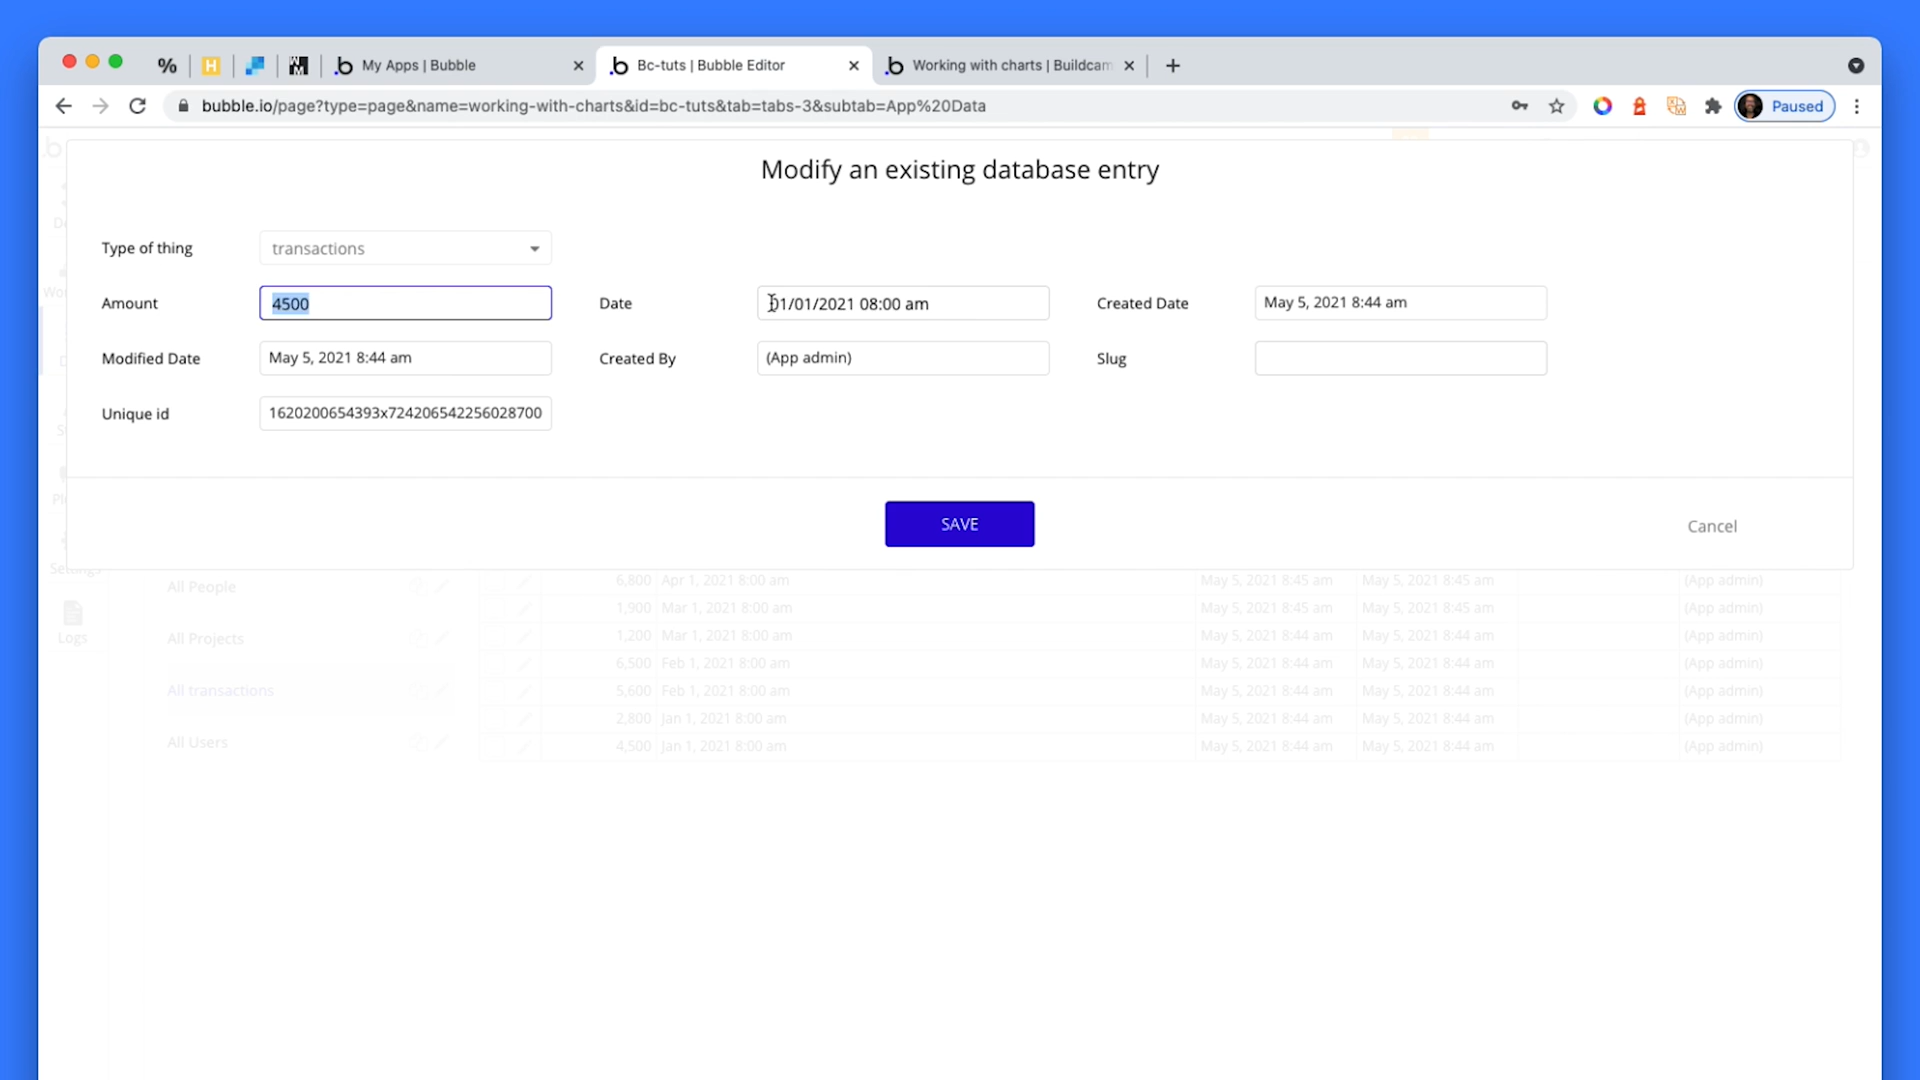 % H My Apps | Bubble Bc-tuts | Bubble Editor Working with charts | Buildcam
bubble.io/page?type=page&name=working-with-charts&id=bc-tuts&tab=tabs-3&subtab=App%20Data Paused
Modify an existing database entry
Type of thing transactions
Amount 4500 Date 01/01/2021 08:00 am Created Date May 5, 2021 8:44 am
Modified Date May 5, 2021 8:44 am Created By (App admin) Slug
Unique id 1620200654393x724206542256028700
SAVE Cancel
Settings
All People 6,800 Apr 1, 2021 8:00 am May 5, 2021 8:45 am May 5, 2021 8:45 am (App admin)
1,900 Mar 1, 2021 8:00 am May 5, 2021 8:45 am May 5, 2021 8:45 am (App admin)
Logs All Projects 1,200 Mar 1, 2021 8:00 am May 5, 2021 8:44 am May 5, 2021 8:44 am (App admin)
6,500 Feb 1, 2021 8:00 am May 5, 2021 8:44 am May 5, 2021 8:44 am (App admin)
All transactions 5,600 Feb 1, 2021 8:00 am May 5, 2021 8:44 am May 5, 2021 8:44 am (App admin)
2,800 Jan 1, 2021 8:00 am May 5, 2021 8:44 am May 5, 2021 8:44 am (App admin)
All Users 4,500 Jan 1, 2021 8:00 am May 5, 2021 8:44 am May 5, 2021 8:44 am (App admin)